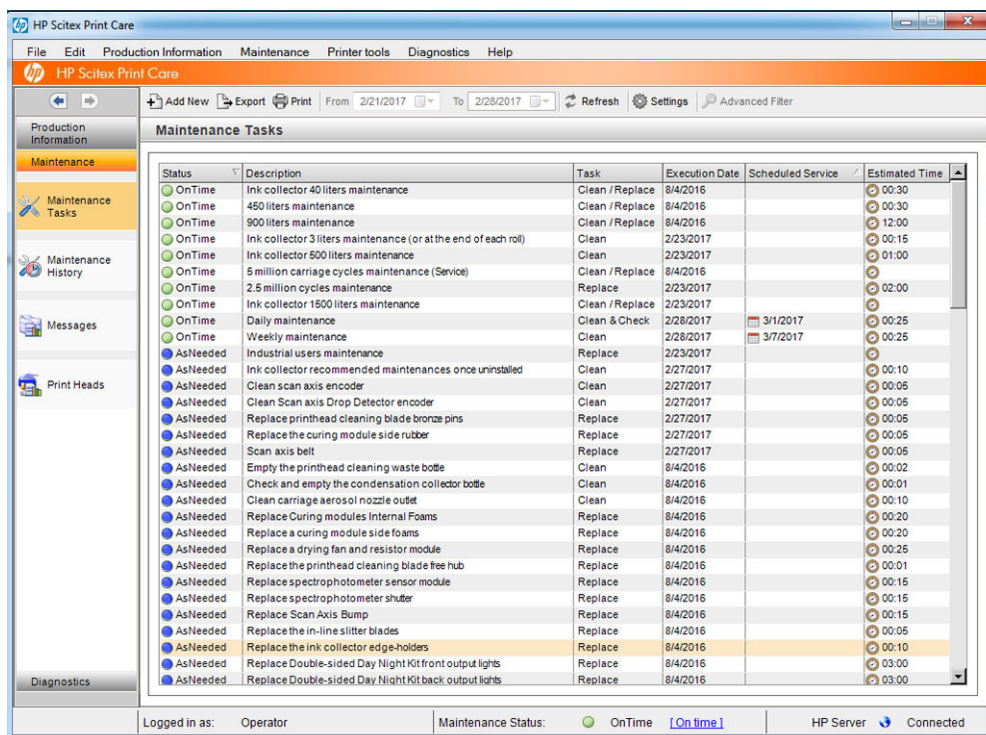 HP Scitex Print Care
File Edit Production Information Maintenance Printer tools Diagnostics Help
hp HP Scitex Print Care
Add New Export Print From 2/21/2017 To 2/28/2017 Refresh Settings Advanced Filter
Production Information
Maintenance
Maintenance Tasks
Maintenance History
Messages
Print Heads
Diagnostics
Maintenance Tasks
Status Description Task Execution Date Scheduled Service Estimated Time
OnTime Ink collector 40 liters maintenance Clean / Replace 8/4/2016 00:30
OnTime 450 liters maintenance Clean / Replace 8/4/2016 00:30
OnTime 900 liters maintenance Clean / Replace 8/4/2016 12:00
OnTime Ink collector 3 liters maintenance (or at the end of each roll) Clean 2/23/2017 00:15
OnTime Ink collector 500 liters maintenance Clean 2/23/2017 01:00
OnTime 5 million carriage cycles maintenance (Service) Clean / Replace 8/4/2016
OnTime 2.5 million cycles maintenance Replace 2/23/2017 02:00
OnTime Ink collector 1500 liters maintenance Clean / Replace 2/23/2017
OnTime Daily maintenance Clean & Check 2/28/2017 3/1/2017 00:25
OnTime Weekly maintenance Clean 2/28/2017 3/7/2017 00:25
AsNeeded Industrial users maintenance Replace 2/23/2017
AsNeeded Ink collector recommended maintenances once uninstalled Clean 2/27/2017 00:10
AsNeeded Clean scan axis encoder Clean 2/27/2017 00:05
AsNeeded Clean Scan axis Drop Detector encoder Clean 2/27/2017 00:05
AsNeeded Replace printhead cleaning blade bronze pins Replace 2/27/2017 00:05
AsNeeded Replace the curing module side rubber Replace 2/27/2017 00:05
AsNeeded Scan axis belt Replace 2/27/2017 00:05
AsNeeded Empty the printhead cleaning waste bottle Clean 8/4/2016 00:02
AsNeeded Check and empty the condensation collector bottle Clean 8/4/2016 00:01
AsNeeded Clean carriage aerosol nozzle outlet Clean 8/4/2016 00:10
AsNeeded Replace Curing modules Internal Foams Replace 8/4/2016 00:20
AsNeeded Replace a curing module side foams Replace 8/4/2016 00:20
AsNeeded Replace a drying fan and resistor module Replace 8/4/2016 00:25
AsNeeded Replace the printhead cleaning blade free hub Replace 8/4/2016 00:01
AsNeeded Replace spectrophotometer sensor module Replace 8/4/2016 00:15
AsNeeded Replace spectrophotometer shutter Replace 8/4/2016 00:15
AsNeeded Replace Scan Axis Bump Replace 8/4/2016 00:15
AsNeeded Replace the in-line slitter blades Replace 8/4/2016 00:05
AsNeeded Replace the ink collector edge-holders Replace 8/4/2016 00:10
AsNeeded Replace Double-sided Day Night Kit front output lights Replace 8/4/2016 03:00
AsNeeded Replace Double-sided Day Night Kit back output lights Replace 8/4/2016 03:00
Logged in as: Operator Maintenance Status: OnTime [ On time ] HP Server Connected